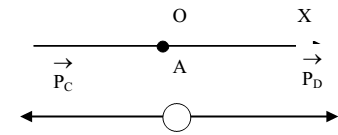 O X
A
→ →
P_C P_D